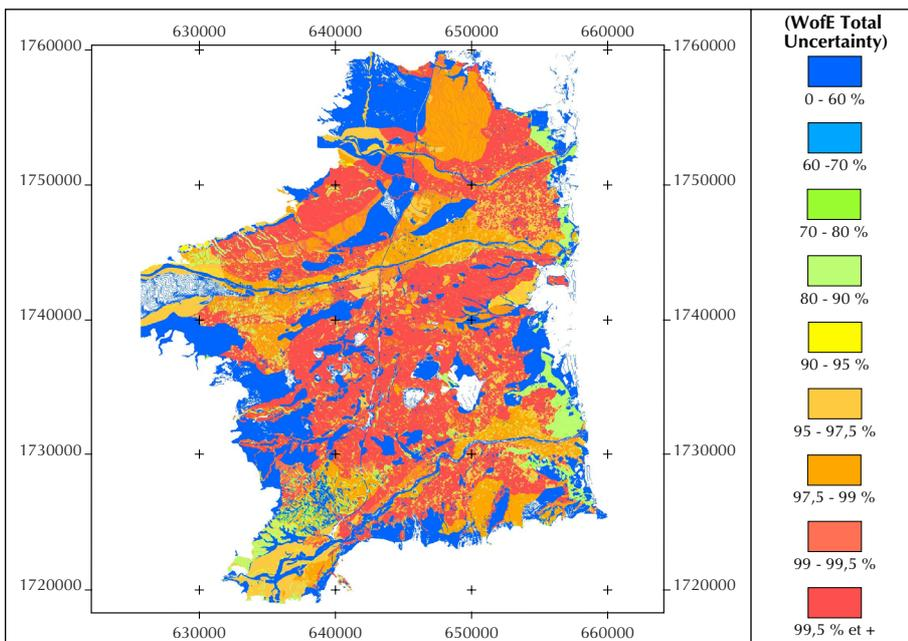 (WofE Total
Uncertainty)
630000 640000 650000 660000
1760000 1760000
0 - 60 %
60 -70 %
1750000 1750000
70 - 80 %
80 - 90 %
1740000 1740000
90 - 95 %
95 - 97,5 %
1730000 1730000
97,5 - 99 %
99 - 99,5 %
1720000 1720000
99,5 % et +
630000 640000 650000 660000